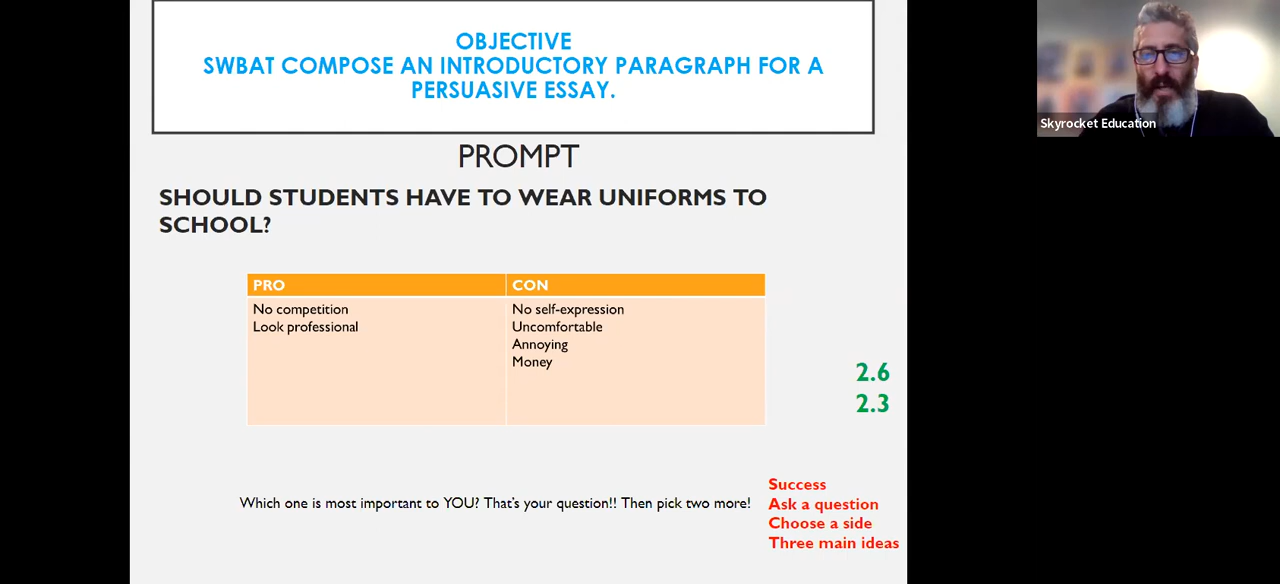 OBJECTIVE
SWBAT COMPOSE AN INTRODUCTORY PARAGRAPH FOR A
PERSUASIVE ESSAY.
Skyrocket Education
PROMPT
SHOULD STUDENTS HAVE TO WEAR UNIFORMS TO
SCHOOL?
PRO
CON
No competition
Look professional
No self-expression
Uncomfortable
Annoying
Money
2.6
2.3
Which one is most important to YOU? That's your question!! Then pick two more!
Success
Ask a question
Choose a side
Three main ideas